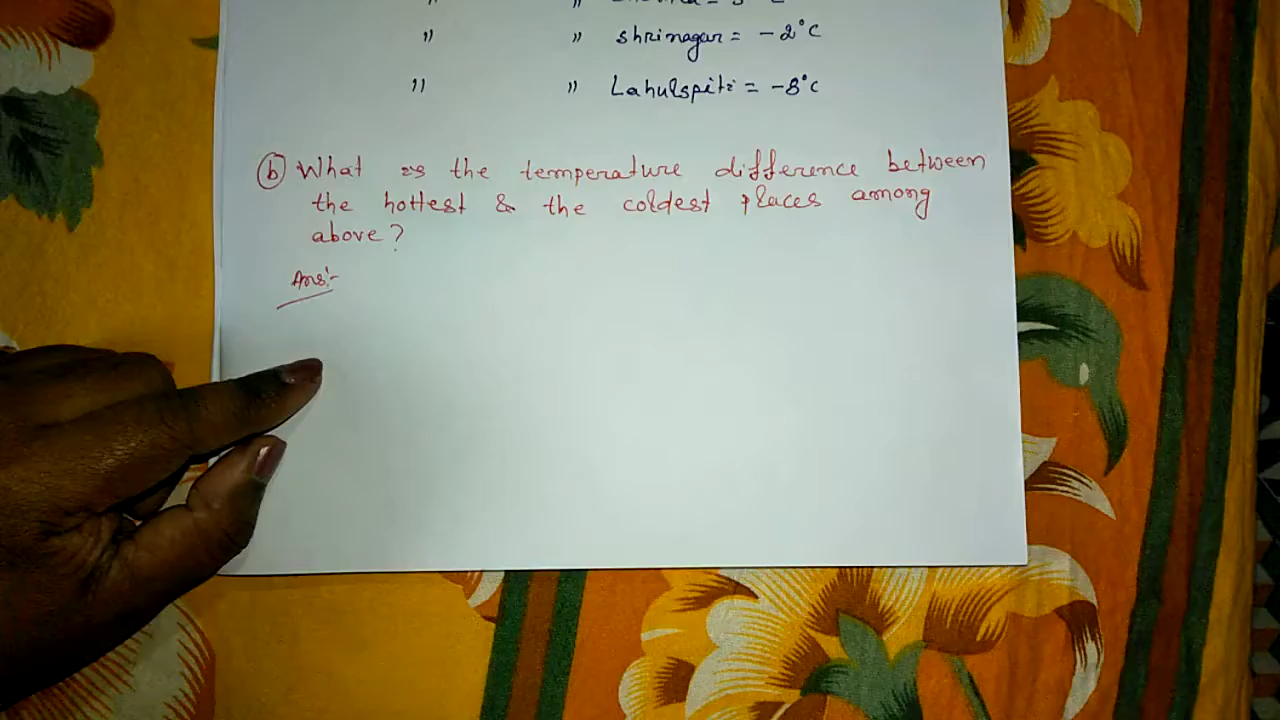 " " shrinagar = -2°C
" " Lahulspiti = -8°C
(b) What is the temperature difference between
the hottest & the coldest places among
above?
Ans:-